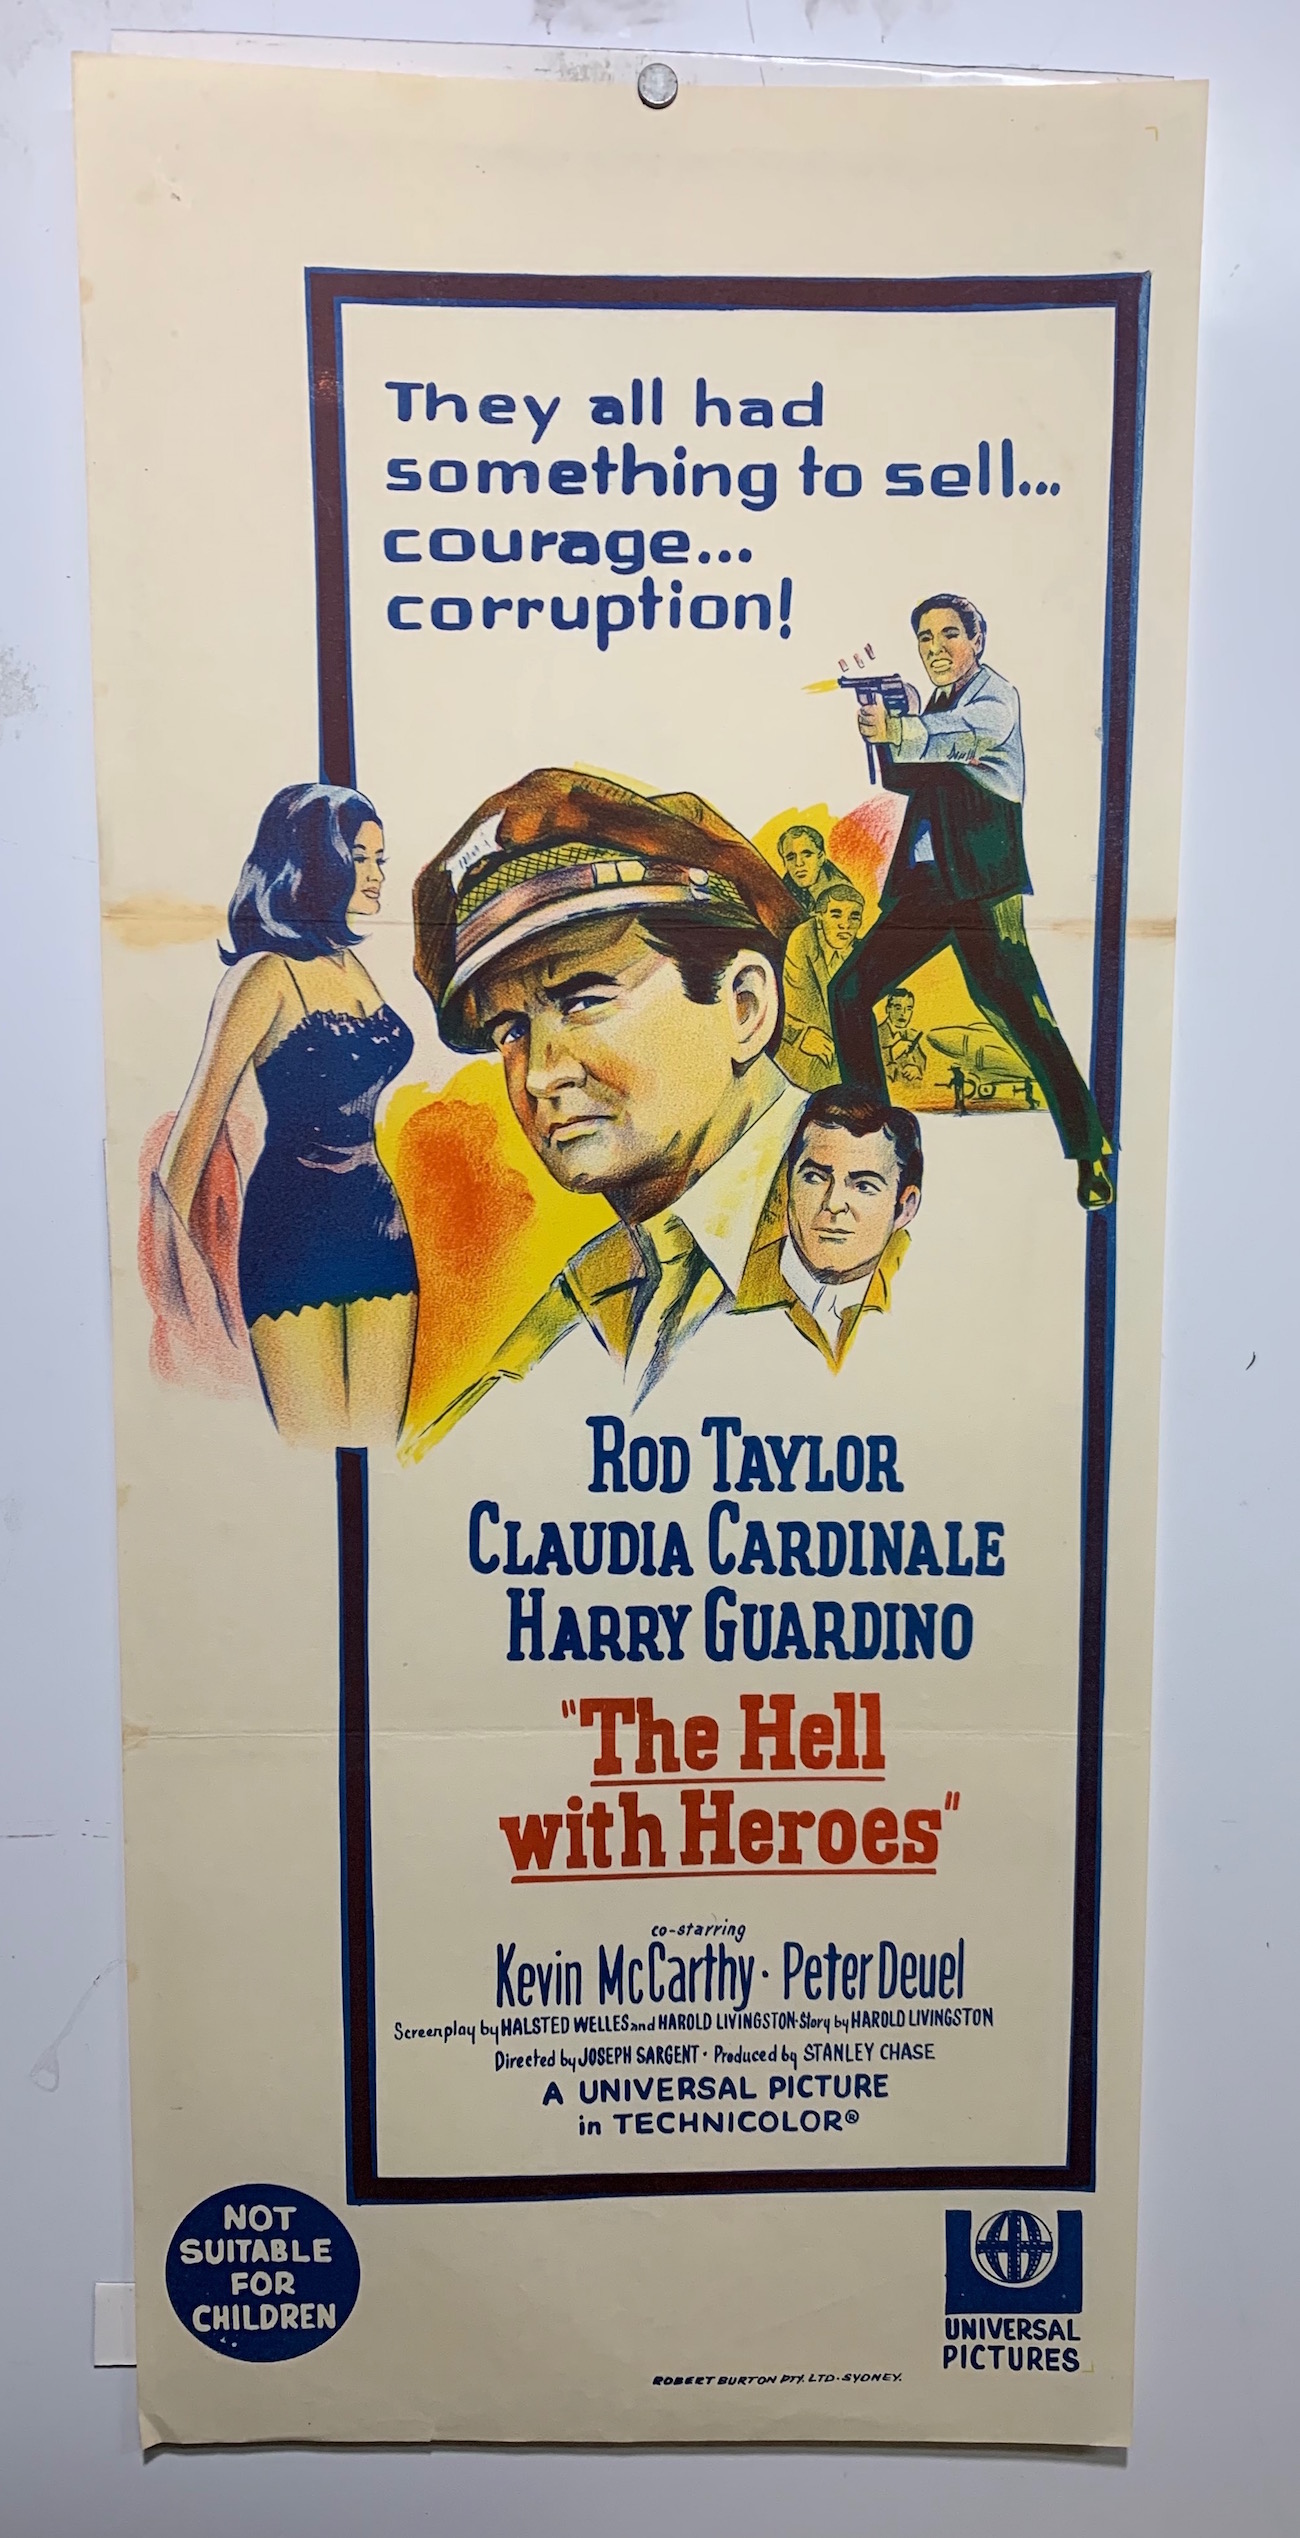 They all had
something to sell...
courage...
corruption!
ROD TAYLOR
CLAUDIA CARDINALE
HARRY GUARDINO
"The Hell
with Heroes"
co-starring
Kevin McCarthy · Peter Deuel
Screenplay by HALSTED WELLES and HAROLD LIVINGSTON · Story by HAROLD LIVINGSTON
Directed by JOSEPH SARGENT · Produced by STANLEY CHASE
A UNIVERSAL PICTURE
in TECHNICOLOR®
NOT
SUITABLE
FOR
CHILDREN
UNIVERSAL
PICTURES
ROBERT BURTON PTY. LTD · SYDNEY.